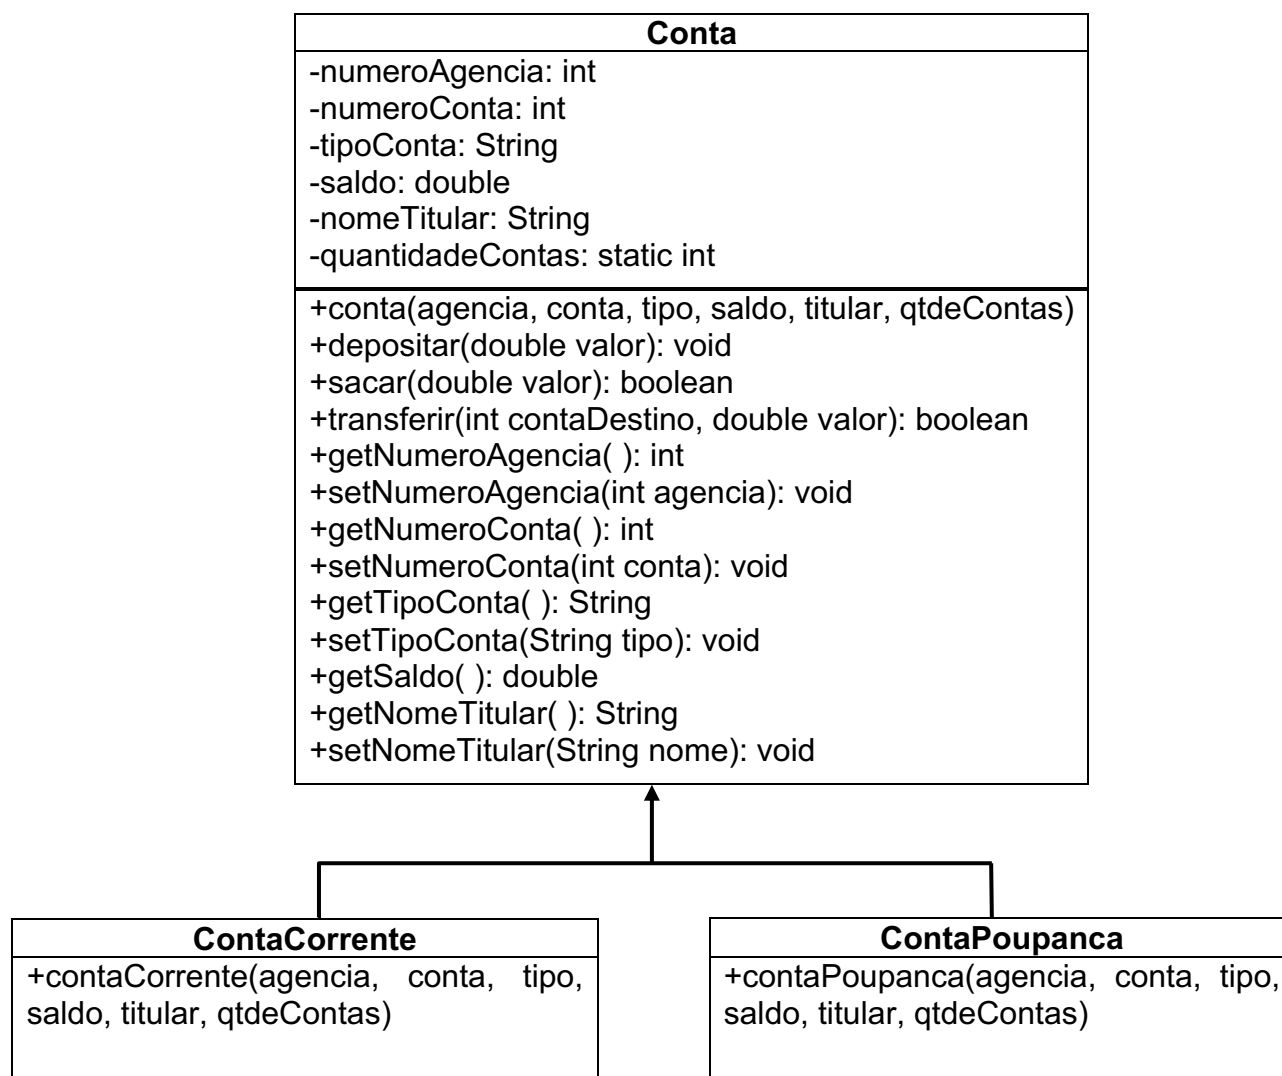 Conta
-numeroAgencia: int
-numeroConta: int
-tipoConta: String
-saldo: double
-nomeTitular: String
-quantidadeContas: static int
+conta(agencia, conta, tipo, saldo, titular, qtdeContas)
+depositar(double valor): void
+sacar(double valor): boolean
+transferir(int contaDestino, double valor): boolean
+getNumeroAgencia( ): int
+setNumeroAgencia(int agencia): void
+getNumeroConta( ): int
+setNumeroConta(int conta): void
+getTipoConta( ): String
+setTipoConta(String tipo): void
+getSaldo( ): double
+getNomeTitular( ): String
+setNomeTitular(String nome): void
ContaCorrente
+contaCorrente(agencia, conta, tipo,
saldo, titular, qtdeContas)
ContaPoupanca
+contaPoupanca(agencia, conta, tipo,
saldo, titular, qtdeContas)